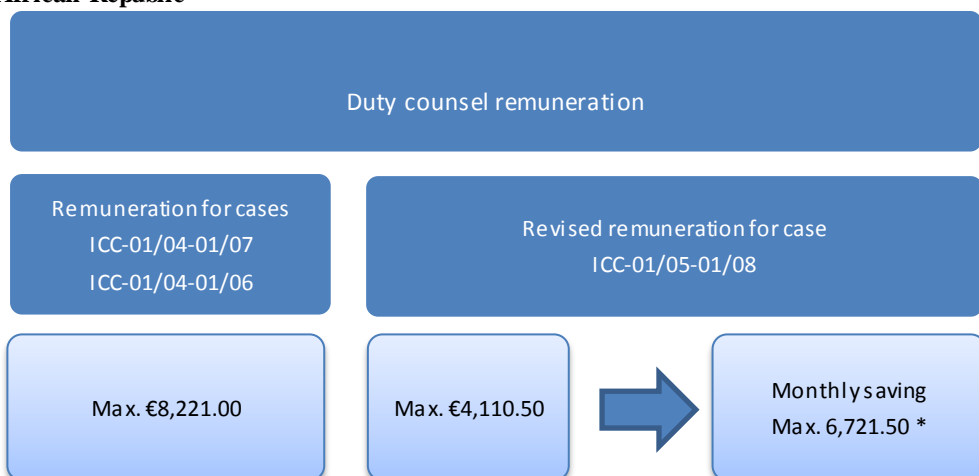 African Republic
Duty counsel remuneration
Remuneration for cases
ICC-01/04-01/07
ICC-01/04-01/06
Revised remuneration for case
ICC-01/05-01/08
Max. €8,221.00
Max. €4,110.50
Monthly saving
Max. 6,721.50 *